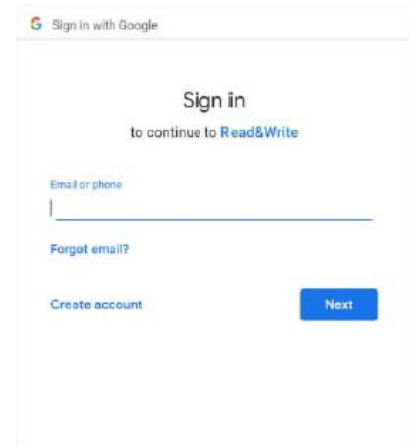 Sign in with Google
Sign in
to continue to Read&Write
Email or phone
Forgot email?
Create account
Next